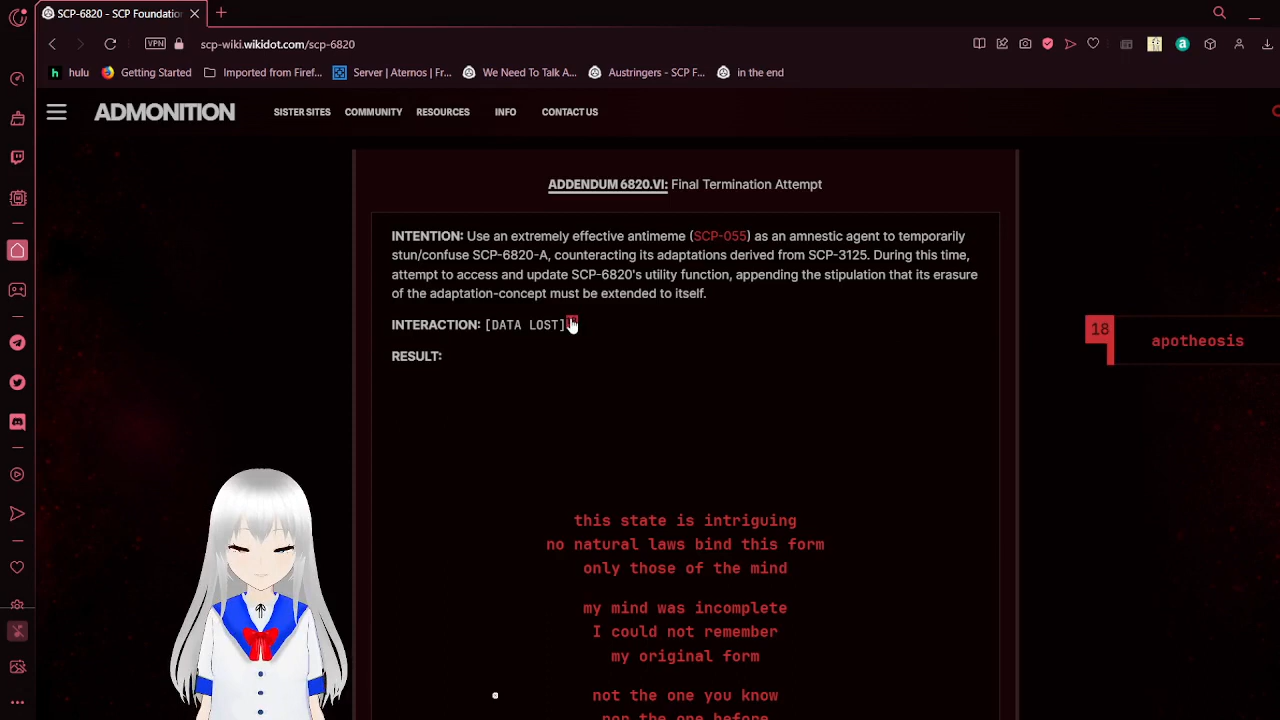 SCP-6820 - SCP Foundation
VPN
scp-wiki.wikidot.com/scp-6820
h hulu
Getting Started
Imported from Firef...
Server | Aternos | Fr...
We Need To Talk A...
Austringers - SCP F...
in the end
ADMONITION
SISTER SITES
COMMUNITY
RESOURCES
INFO
CONTACT US
ADDENDUM 6820.VI: Final Termination Attempt
INTENTION: Use an extremely effective antimeme (SCP-055) as an amnestic agent to temporarily
stun/confuse SCP-6820-A, counteracting its adaptations derived from SCP-3125. During this time,
attempt to access and update SCP-6820's utility function, appending the stipulation that its erasure
of the adaptation-concept must be extended to itself.
INTERACTION: [DATA LOST]
18 apotheosis
RESULT:
this state is intriguing
no natural laws bind this form
only those of the mind
my mind was incomplete
I could not remember
my original form
not the one you know
nor the one before